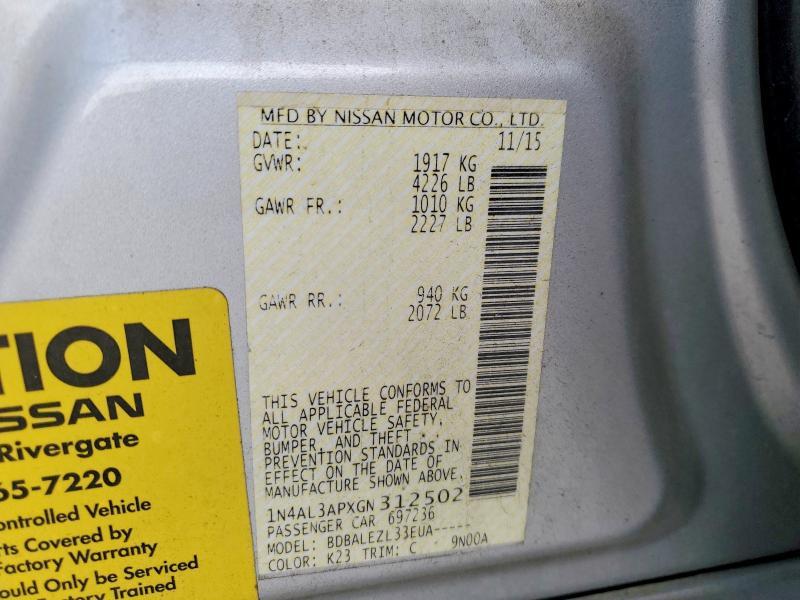 MFD BY NISSAN MOTOR CO., LTD.
DATE: 11/15
GVWR: 1917 KG
4226 LB
GAWR FR.: 1010 KG
2227 LB
GAWR RR.: 940 KG
2072 LB
THIS VEHICLE CONFORMS TO
ALL APPLICABLE FEDERAL
MOTOR VEHICLE SAFETY,
BUMPER, AND THEFT
PREVENTION STANDARDS IN
EFFECT ON THE DATE OF
MANUFACTURE SHOWN ABOVE.
1N4AL3APXGN312502
PASSENGER CAR 697236
MODEL: BDBALEZL33EUA-----
COLOR: K23 TRIM: C 9N00A
TION
SSAN
Rivergate
65-7220
ontrolled Vehicle
rts Covered by
Factory Warranty
ould Only be Serviced
Factory Trained